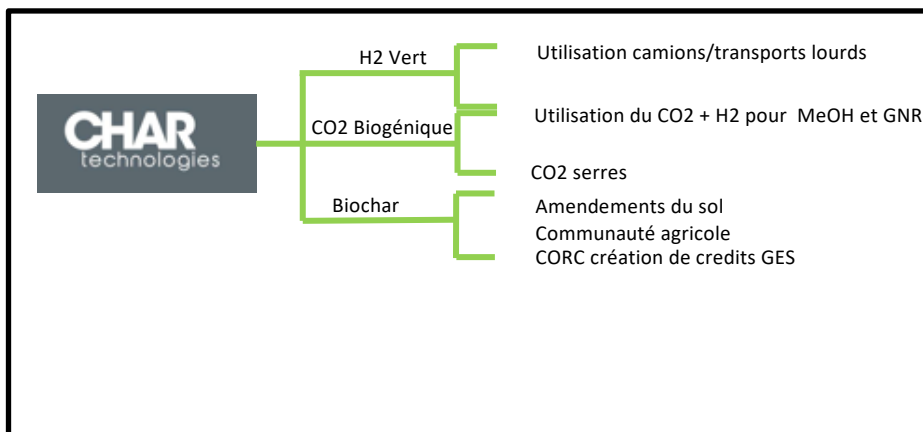 H2 Vert
Utilisation camions/transports lourds
CHAR
technologies
CO2 Biogénique
Utilisation du CO2 + H2 pour MeOH et GNR
CO2 serres
Biochar
Amendements du sol
Communauté agricole
CORC création de credits GES